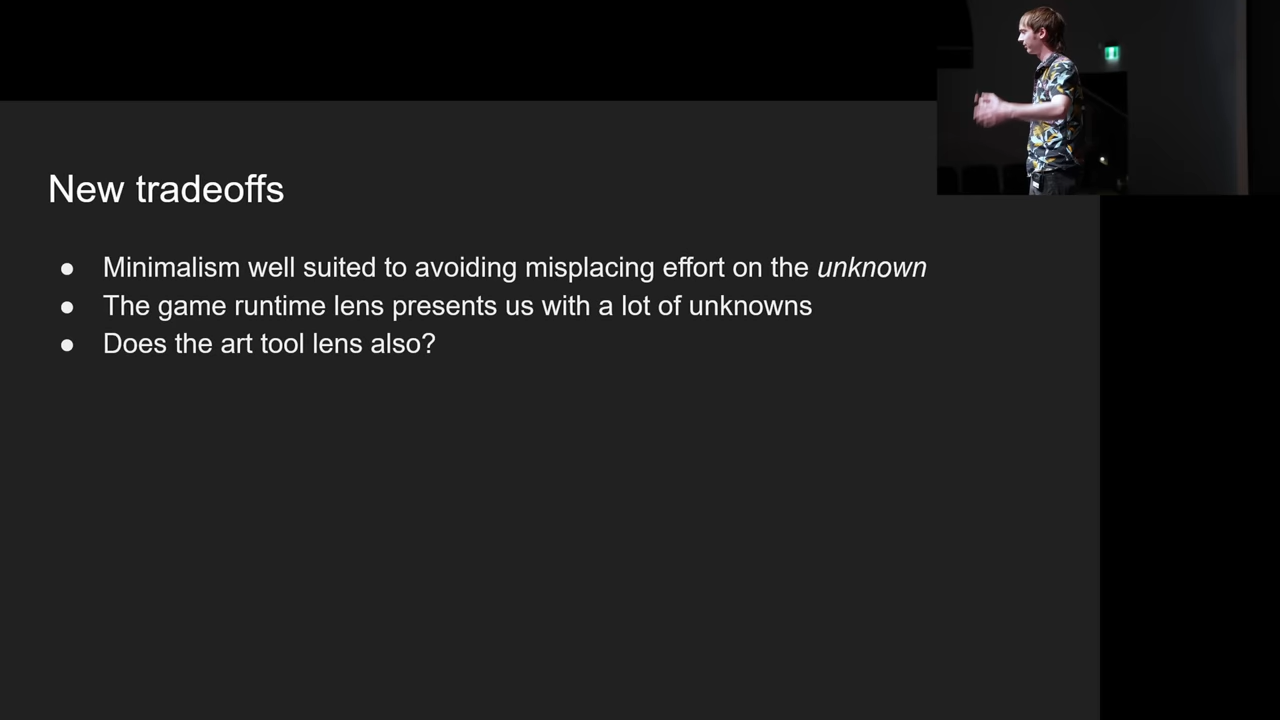 New tradeoffs
● Minimalism well suited to avoiding misplacing effort on the unknown
● The game runtime lens presents us with a lot of unknowns
● Does the art tool lens also?